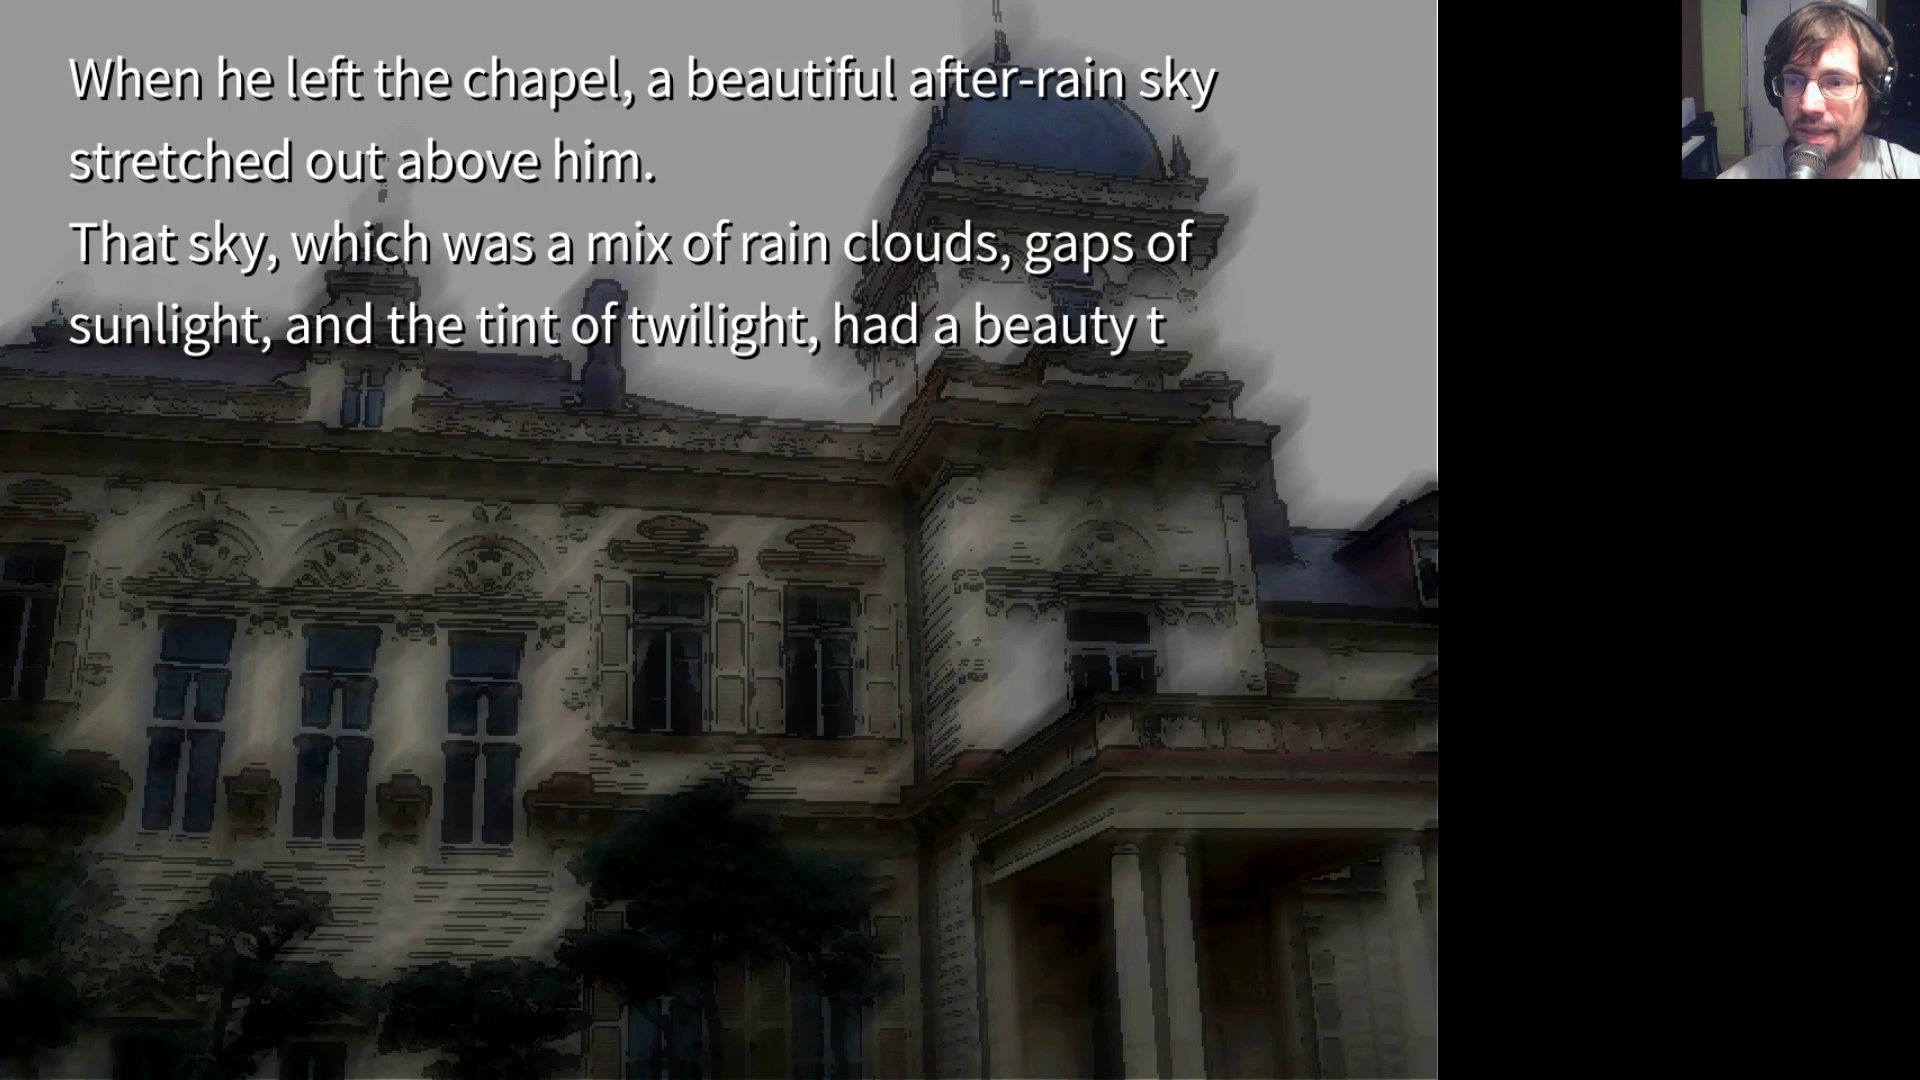 When he left the chapel, a beautiful after-rain sky
stretched out above him.
That sky, which was a mix of rain clouds, gaps of
sunlight, and the tint of twilight, had a beauty t